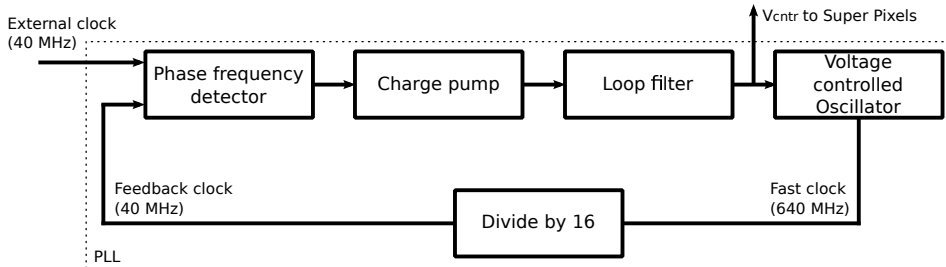 External clock
(40 MHz)
Vcntr to Super Pixels
Phase frequency
detector
Charge pump
Loop filter
Voltage
controlled
Oscillator
Feedback clock
(40 MHz)
Divide by 16
Fast clock
(640 MHz)
PLL